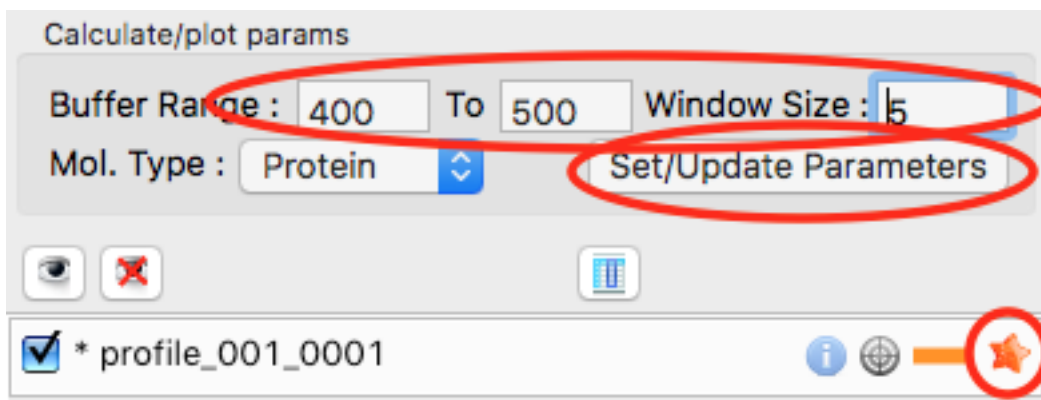 Calculate/plot params
Buffer Range : 400 To 500 Window Size : 5
Mol. Type : Protein Set/Update Parameters
* profile_001_0001